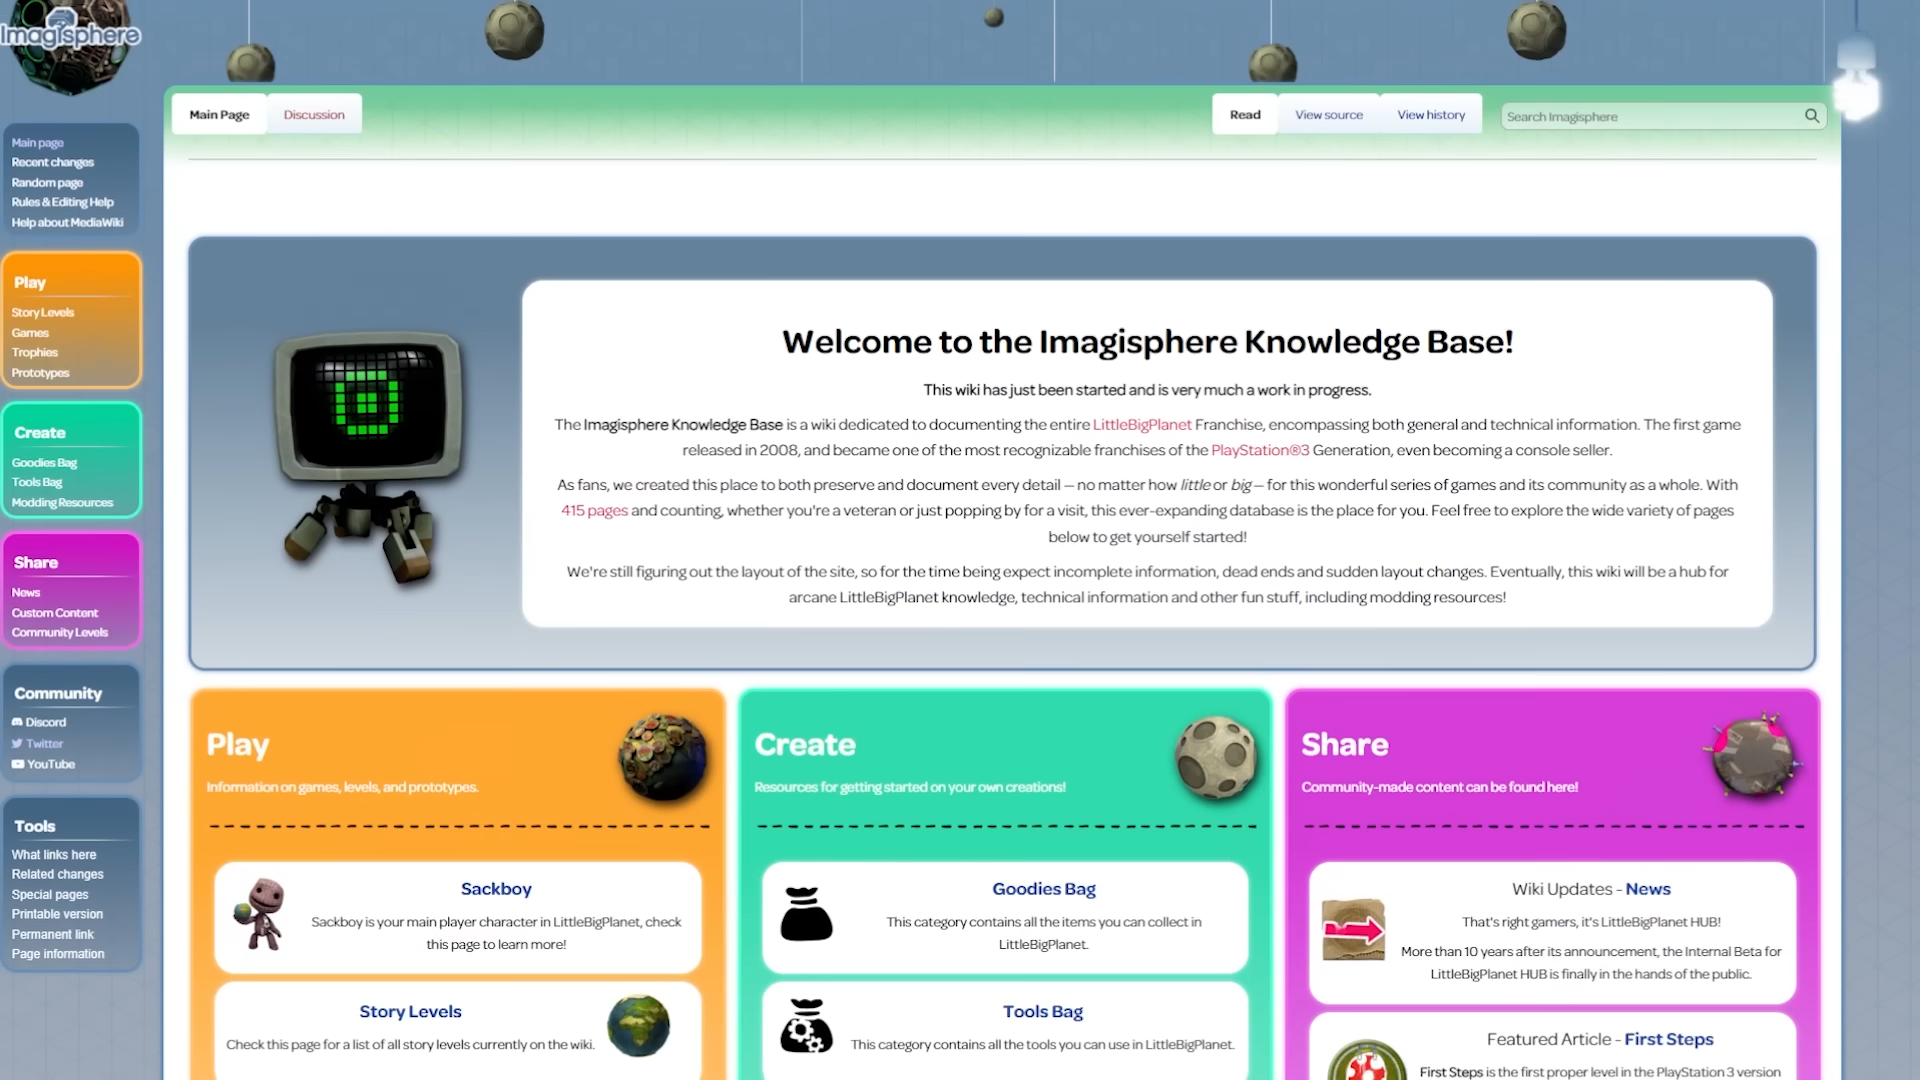 Imagisphere
Main Page
Discussion
Read
View source
View history
Search Imagisphere
Main page
Recent changes
Random page
Rules & Editing Help
Help about MediaWiki
Play
Story Levels
Games
Trophies
Prototypes
Create
Goodies Bag
Tools Bag
Modding Resources
Share
News
Custom Content
Community Levels
Community
Discord
Twitter
YouTube
Tools
What links here
Related changes
Special pages
Printable version
Permanent link
Page information
Welcome to the Imagisphere Knowledge Base!
This wiki has just been started and is very much a work in progress.
The Imagisphere Knowledge Base is a wiki dedicated to documenting the entire LittleBigPlanet Franchise, encompassing both general and technical information. The first game
released in 2008, and became one of the most recognizable franchises of the PlayStation®3 Generation, even becoming a console seller.
As fans, we created this place to both preserve and document every detail – no matter how little or big – for this wonderful series of games and its community as a whole. With
415 pages and counting, whether you're a veteran or just popping by for a visit, this ever-expanding database is the place for you. Feel free to explore the wide variety of pages
below to get yourself started!
We're still figuring out the layout of the site, so for the time being expect incomplete information, dead ends and sudden layout changes. Eventually, this wiki will be a hub for
arcane LittleBigPlanet knowledge, technical information and other fun stuff, including modding resources!
Play
Information on games, levels, and prototypes.
Sackboy
Sackboy is your main player character in LittleBigPlanet, check
this page to learn more!
Story Levels
Check this page for a list of all story levels currently on the wiki.
Create
Resources for getting started on your own creations!
Goodies Bag
This category contains all the items you can collect in
LittleBigPlanet.
Tools Bag
This category contains all the tools you can use in LittleBigPlanet.
Share
Community-made content can be found here!
Wiki Updates - News
That's right gamers, it's LittleBigPlanet HUB!
More than 10 years after its announcement, the Internal Beta for
LittleBigPlanet HUB is finally in the hands of the public.
Featured Article - First Steps
First Steps is the first proper level in the PlayStation 3 version